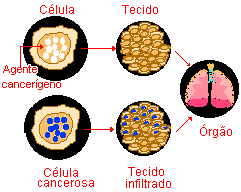 Célula
Tecido
Agente
cancerígeno
Órgão
Célula
cancerosa
Tecido
infiltrado